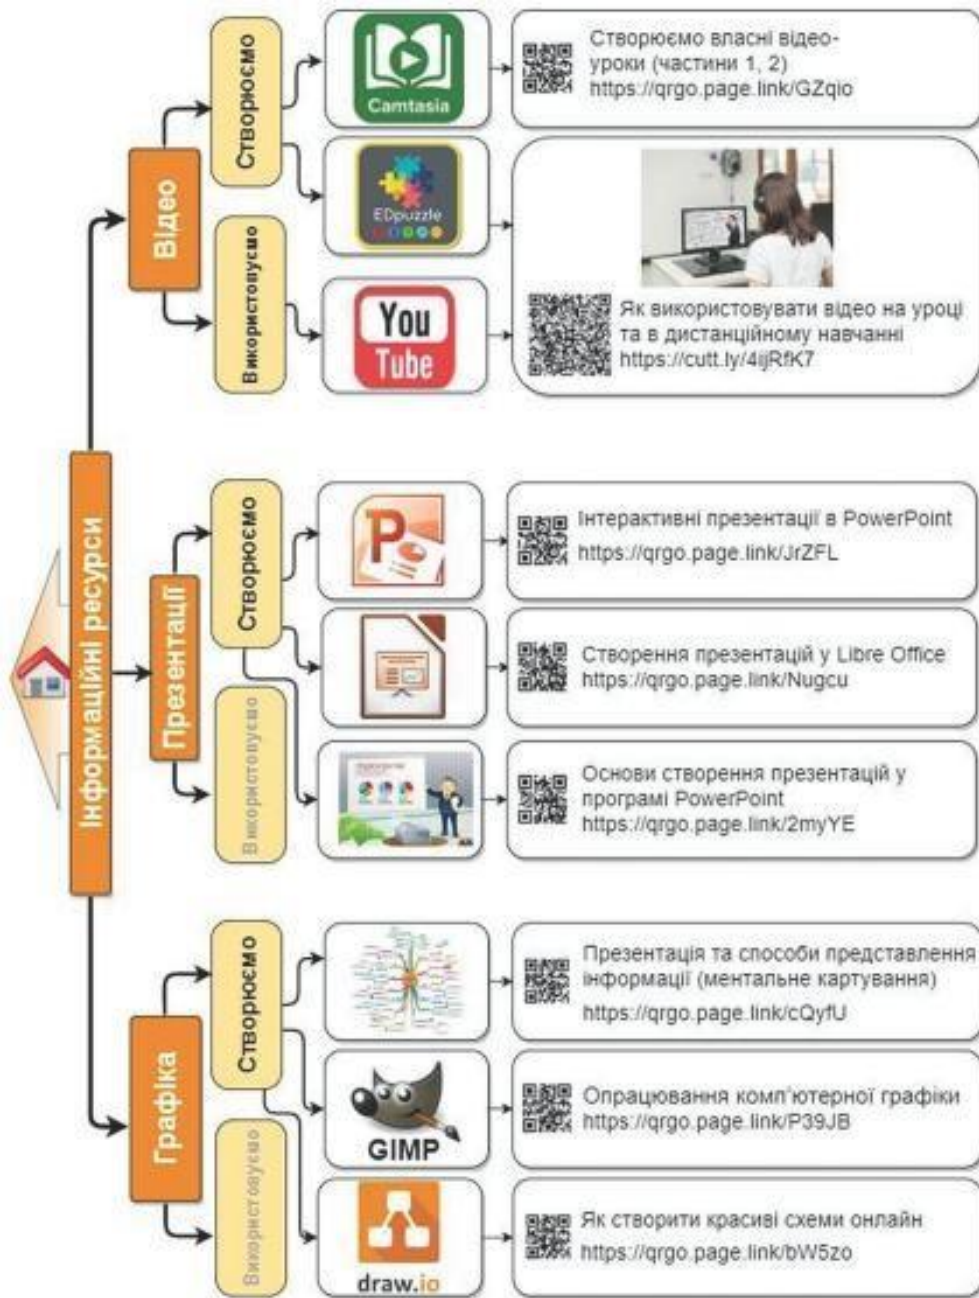 Інформаційні ресурси
Відео
Створюємо
Camtasia
Створюємо власні відео-
уроки (частини 1, 2)
https://qrgo.page.link/GZqio
EDpuzzle
Використовуємо
You
Tube
Як використовувати відео на уроці
та в дистанційному навчанні
https://cutt.ly/4ijRfK7
Презентації
Створюємо
P
Інтерактивні презентації в PowerPoint
https://qrgo.page.link/JrZFL
Створення презентацій у Libre Office
https://qrgo.page.link/Nugcu
Використовуємо
Основи створення презентацій у
програмі PowerPoint
https://qrgo.page.link/2myYE
Графіка
Створюємо
Презентація та способи представлення
інформації (ментальне картування)
https://qrgo.page.link/cQyfU
GIMP
Опрацювання комп'ютерної графіки
https://qrgo.page.link/P39JB
Використовуємо
draw.io
Як створити красиві схеми онлайн
https://qrgo.page.link/bW5zo